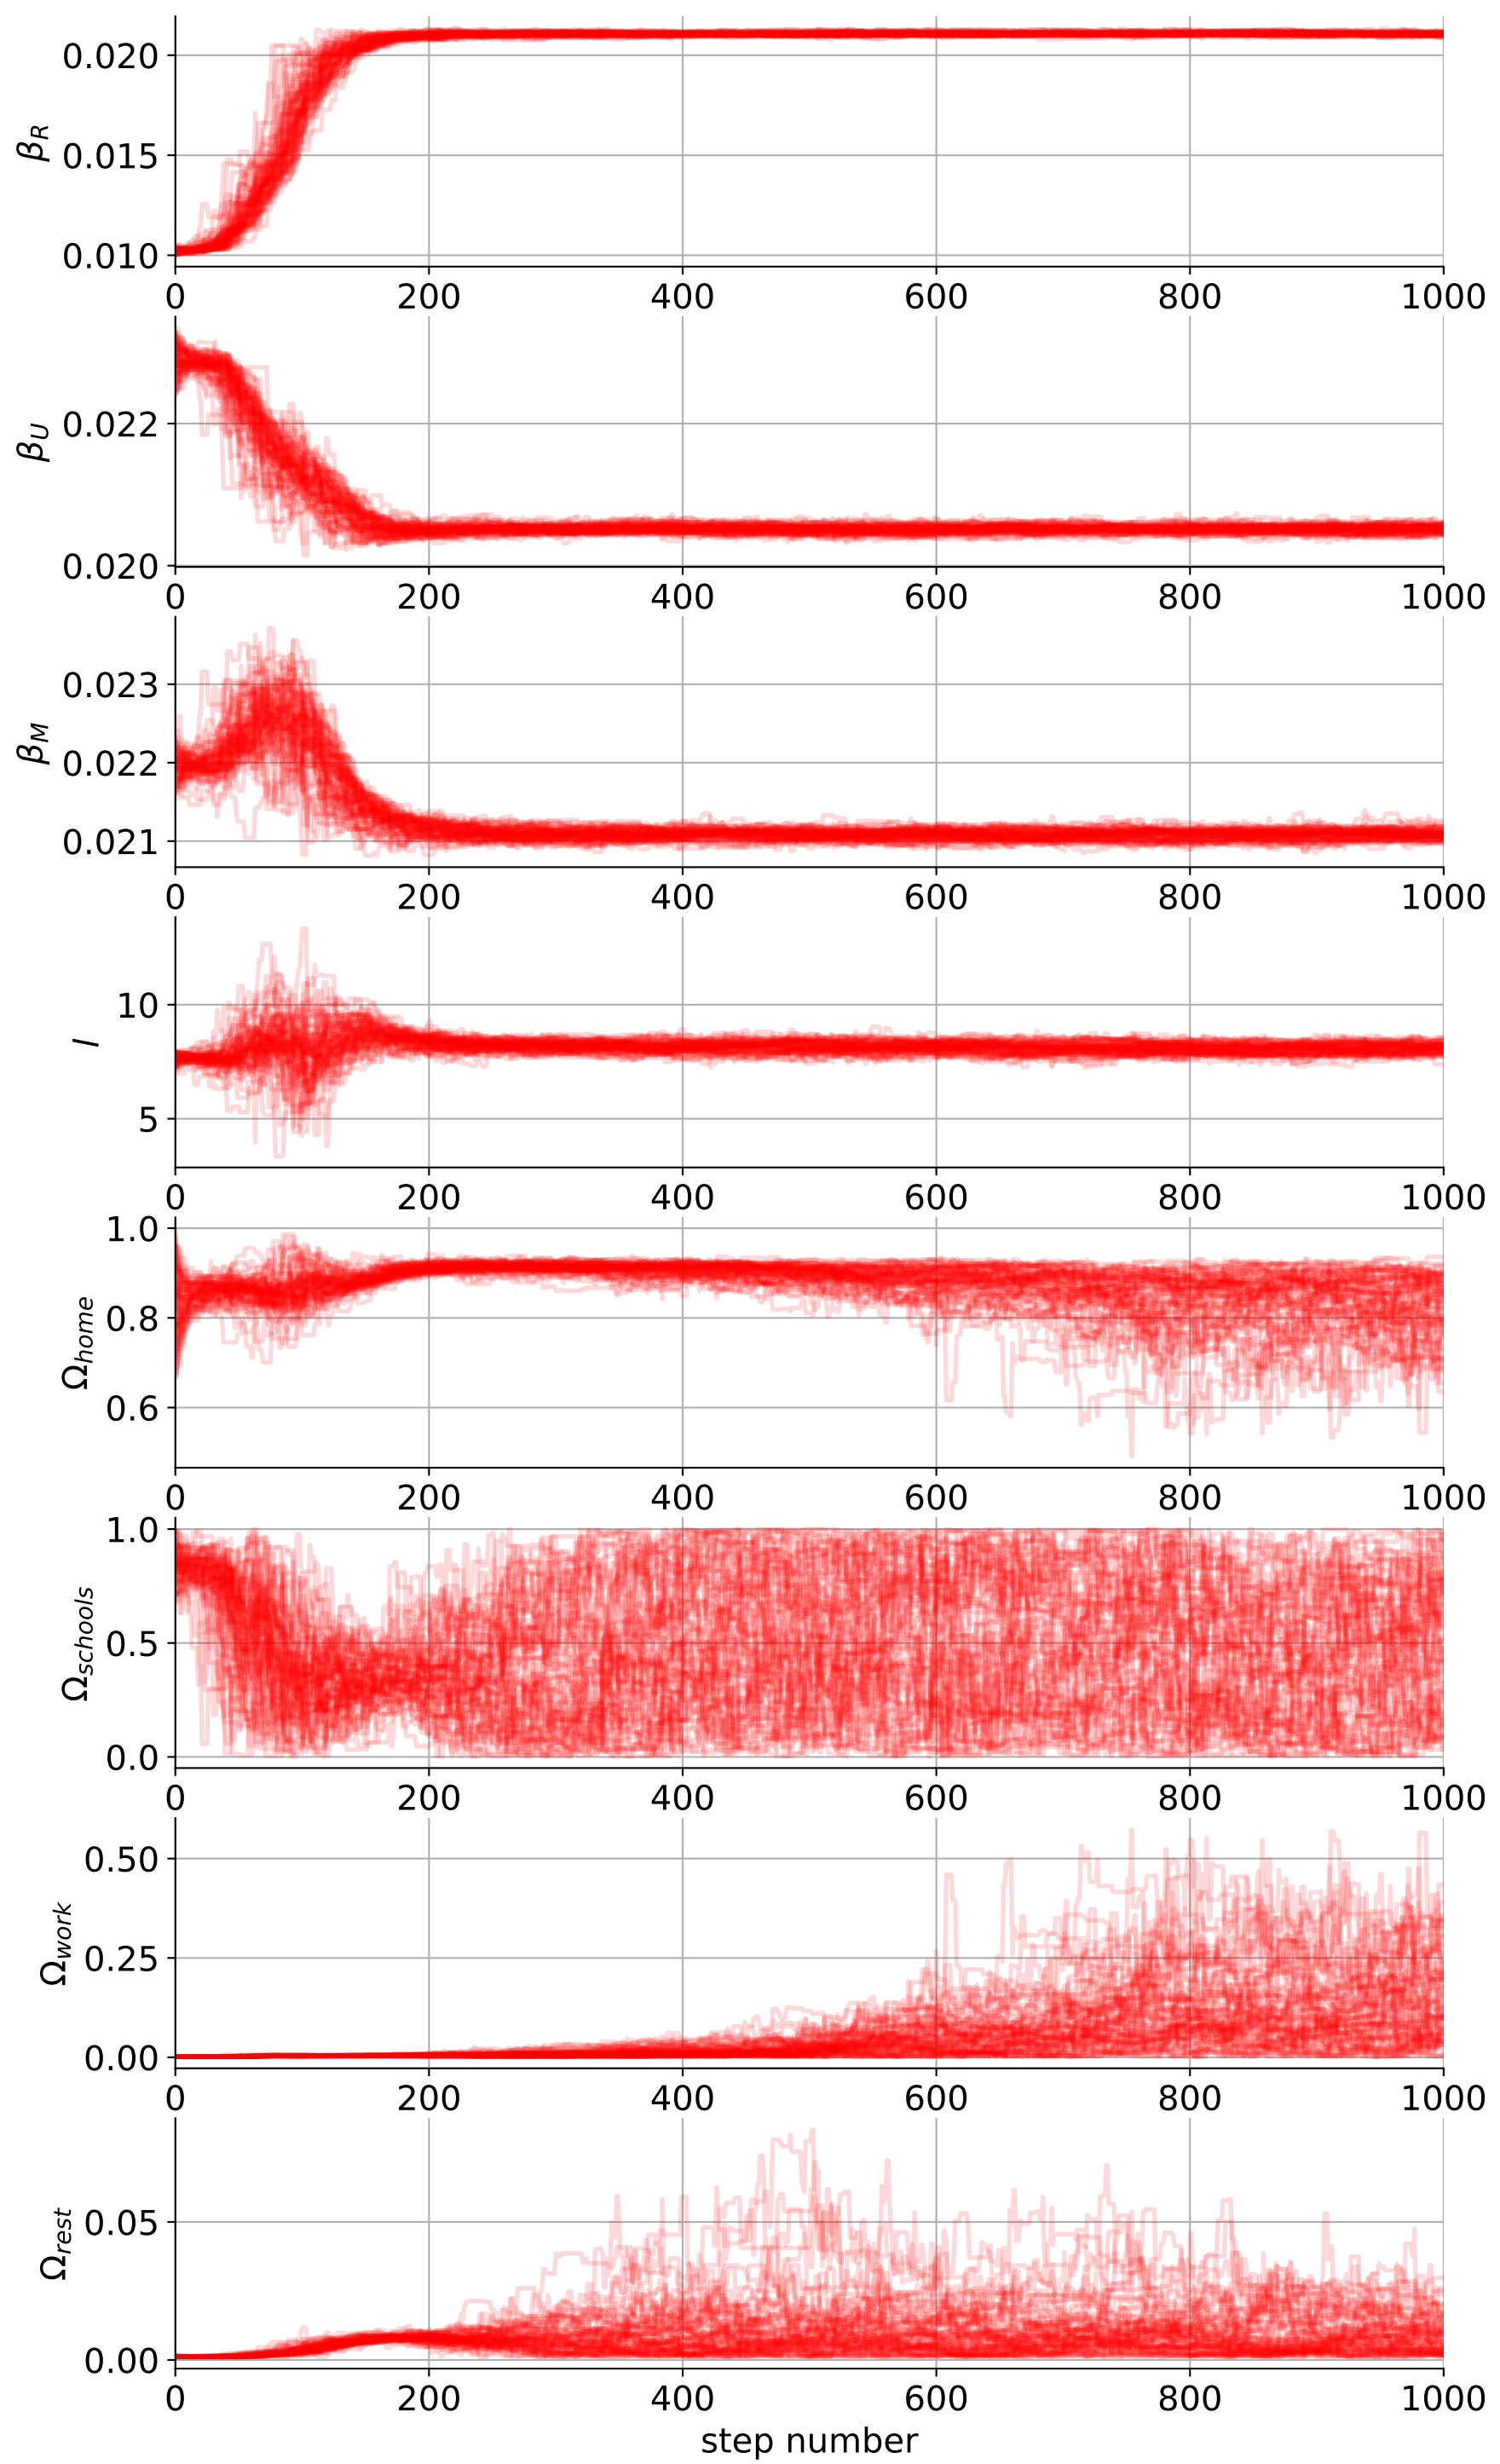 0.020
β_R 0.015
0.010
0 200 400 600 800 1000
β_U 0.022
0.020
0 200 400 600 800 1000
0.023
β_M 0.022
0.021
0 200 400 600 800 1000
10
I
5
0 200 400 600 800 1000
1.0
Ω_home 0.8
0.6
0 200 400 600 800 1000
1.0
Ω_schools 0.5
0.0
0 200 400 600 800 1000
0.50
Ω_work 0.25
0.00
0 200 400 600 800 1000
Ω_rest 0.05
0.00
0 200 400 600 800 1000
step number